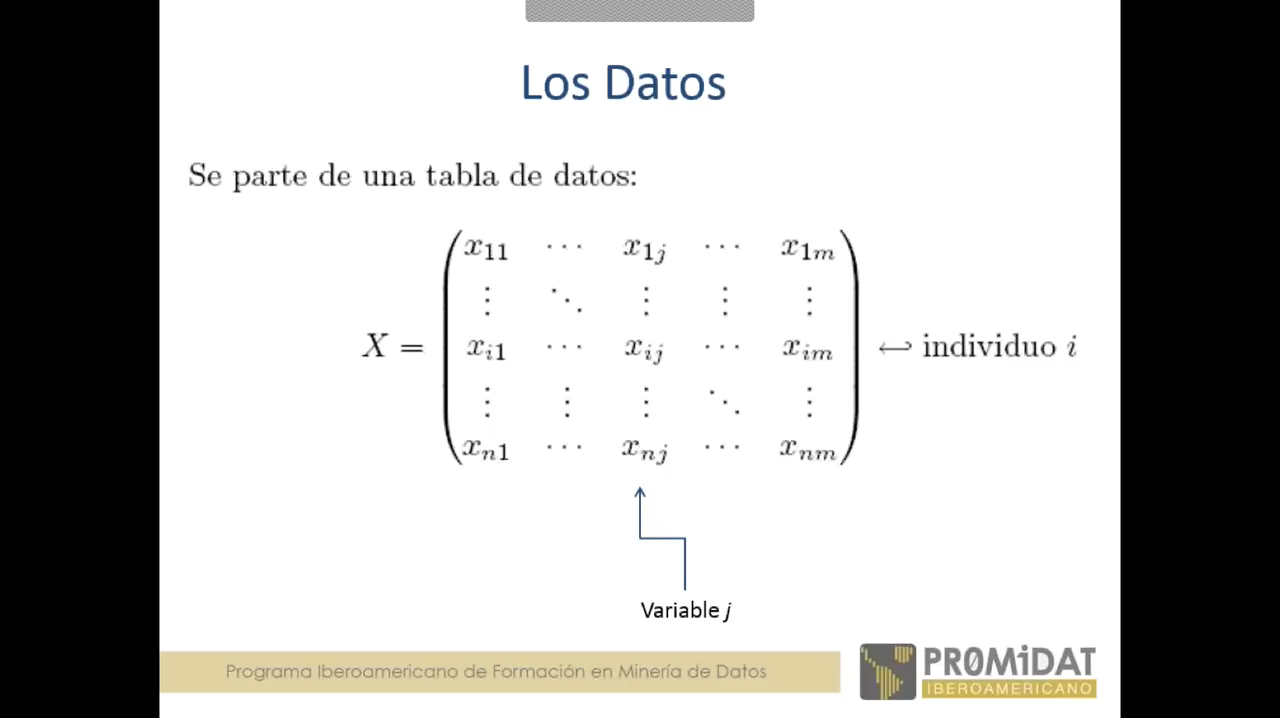 Los Datos
Se parte de una tabla de datos:
x11 ⋯ x1j ⋯ x1m
⋮ ⋱ ⋮ ⋮ ⋮
X = xi1 ⋯ xij ⋯ xim ↩ individuo i
⋮ ⋮ ⋮ ⋱ ⋮
xn1 ⋯ xnj ⋯ xnm
Variable j
Programa Iberoamericano de Formación en Minería de Datos
PR0MiDAT
IBEROAMERICANO